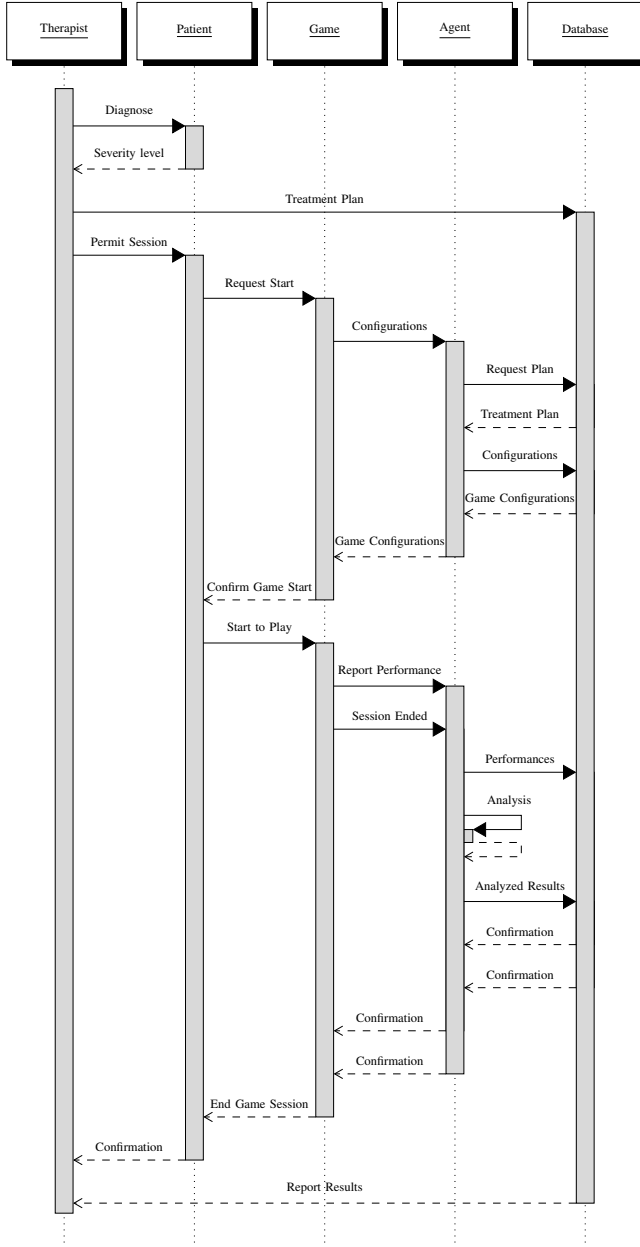 Therapist
Patient
Game
Agent
Database
Diagnose
Severity level
Treatment Plan
Permit Session
Request Start
Configurations
Request Plan
Treatment Plan
Configurations
Game Configurations
Game Configurations
Confirm Game Start
Start to Play
Report Performance
Session Ended
Performances
Analysis
Analyzed Results
Confirmation
Confirmation
Confirmation
Confirmation
End Game Session
Confirmation
Report Results